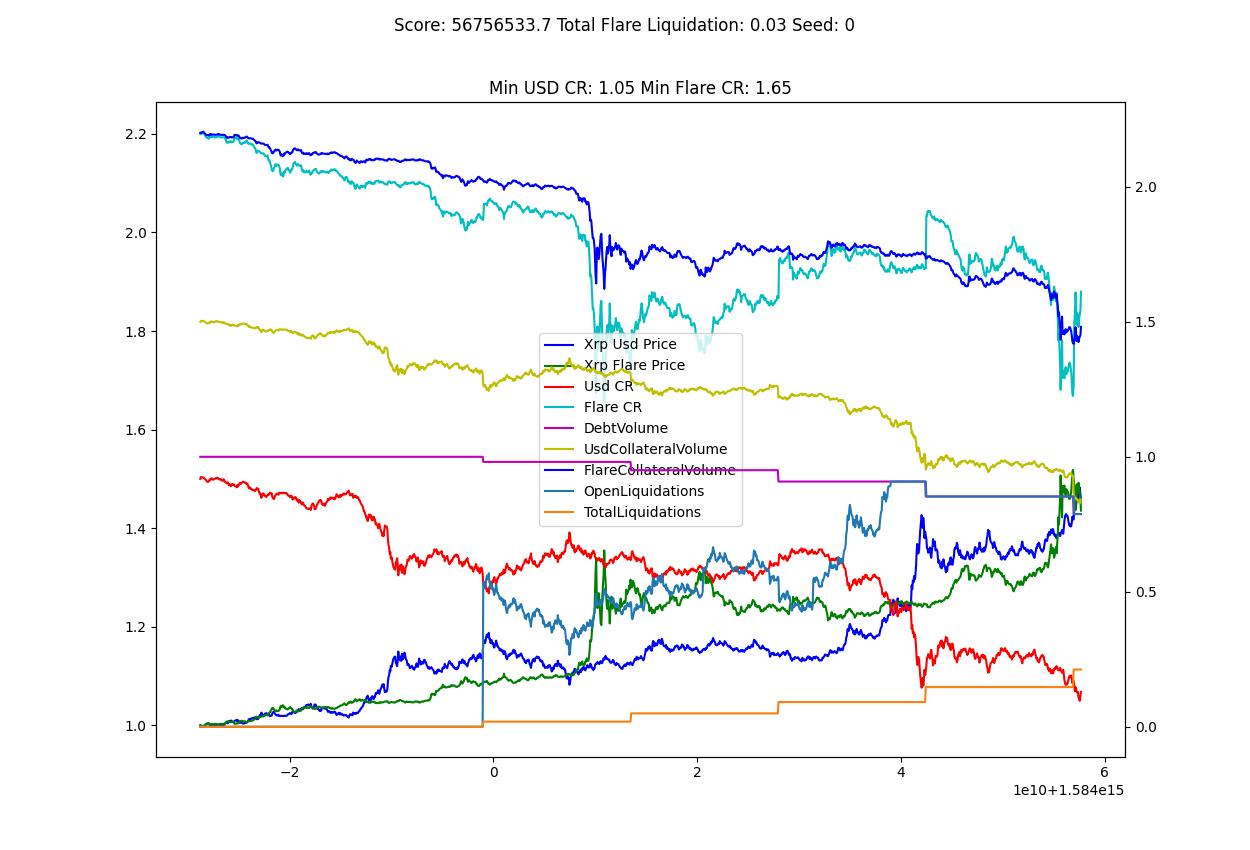 Score: 56756533.7 Total Flare Liquidation: 0.03 Seed: 0
Min USD CR: 1.05 Min Flare CR: 1.65
2.2
2.0
1.8
1.6
1.4
1.2
1.0
2.0
1.5
1.0
0.5
0.0
Xrp Usd Price
Xrp Flare Price
Usd CR
Flare CR
DebtVolume
UsdCollateralVolume
FlareCollateralVolume
OpenLiquidations
TotalLiquidations
−2 0 2 4 6
1e10+1.584e15